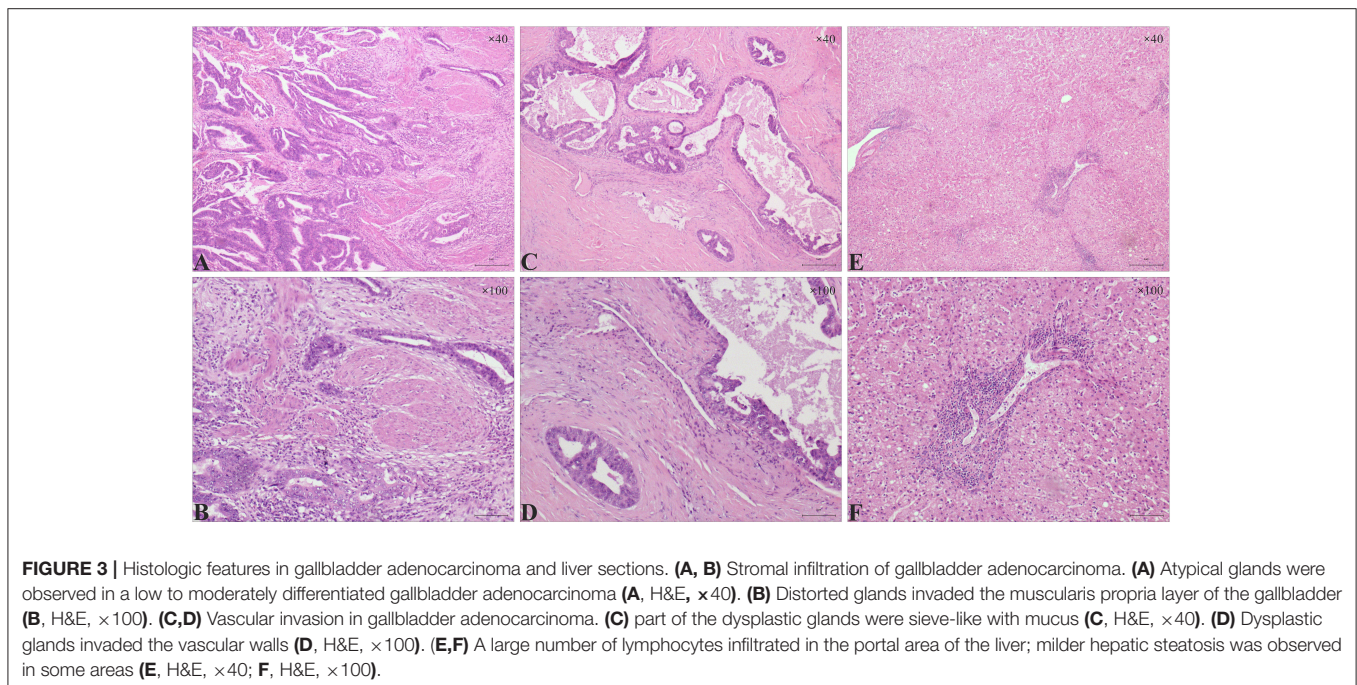 ×40
×40
×40
A
C
E
×100
×100
×100
B
D
F
FIGURE 3 | Histologic features in gallbladder adenocarcinoma and liver sections. (A, B) Stromal infiltration of gallbladder adenocarcinoma. (A) Atypical glands were
observed in a low to moderately differentiated gallbladder adenocarcinoma (A, H&E, ×40). (B) Distorted glands invaded the muscularis propria layer of the gallbladder
(B, H&E, ×100). (C,D) Vascular invasion in gallbladder adenocarcinoma. (C) part of the dysplastic glands were sieve-like with mucus (C, H&E, ×40). (D) Dysplastic
glands invaded the vascular walls (D, H&E, ×100). (E,F) A large number of lymphocytes infiltrated in the portal area of the liver; milder hepatic steatosis was observed
in some areas (E, H&E, ×40; F, H&E, ×100).